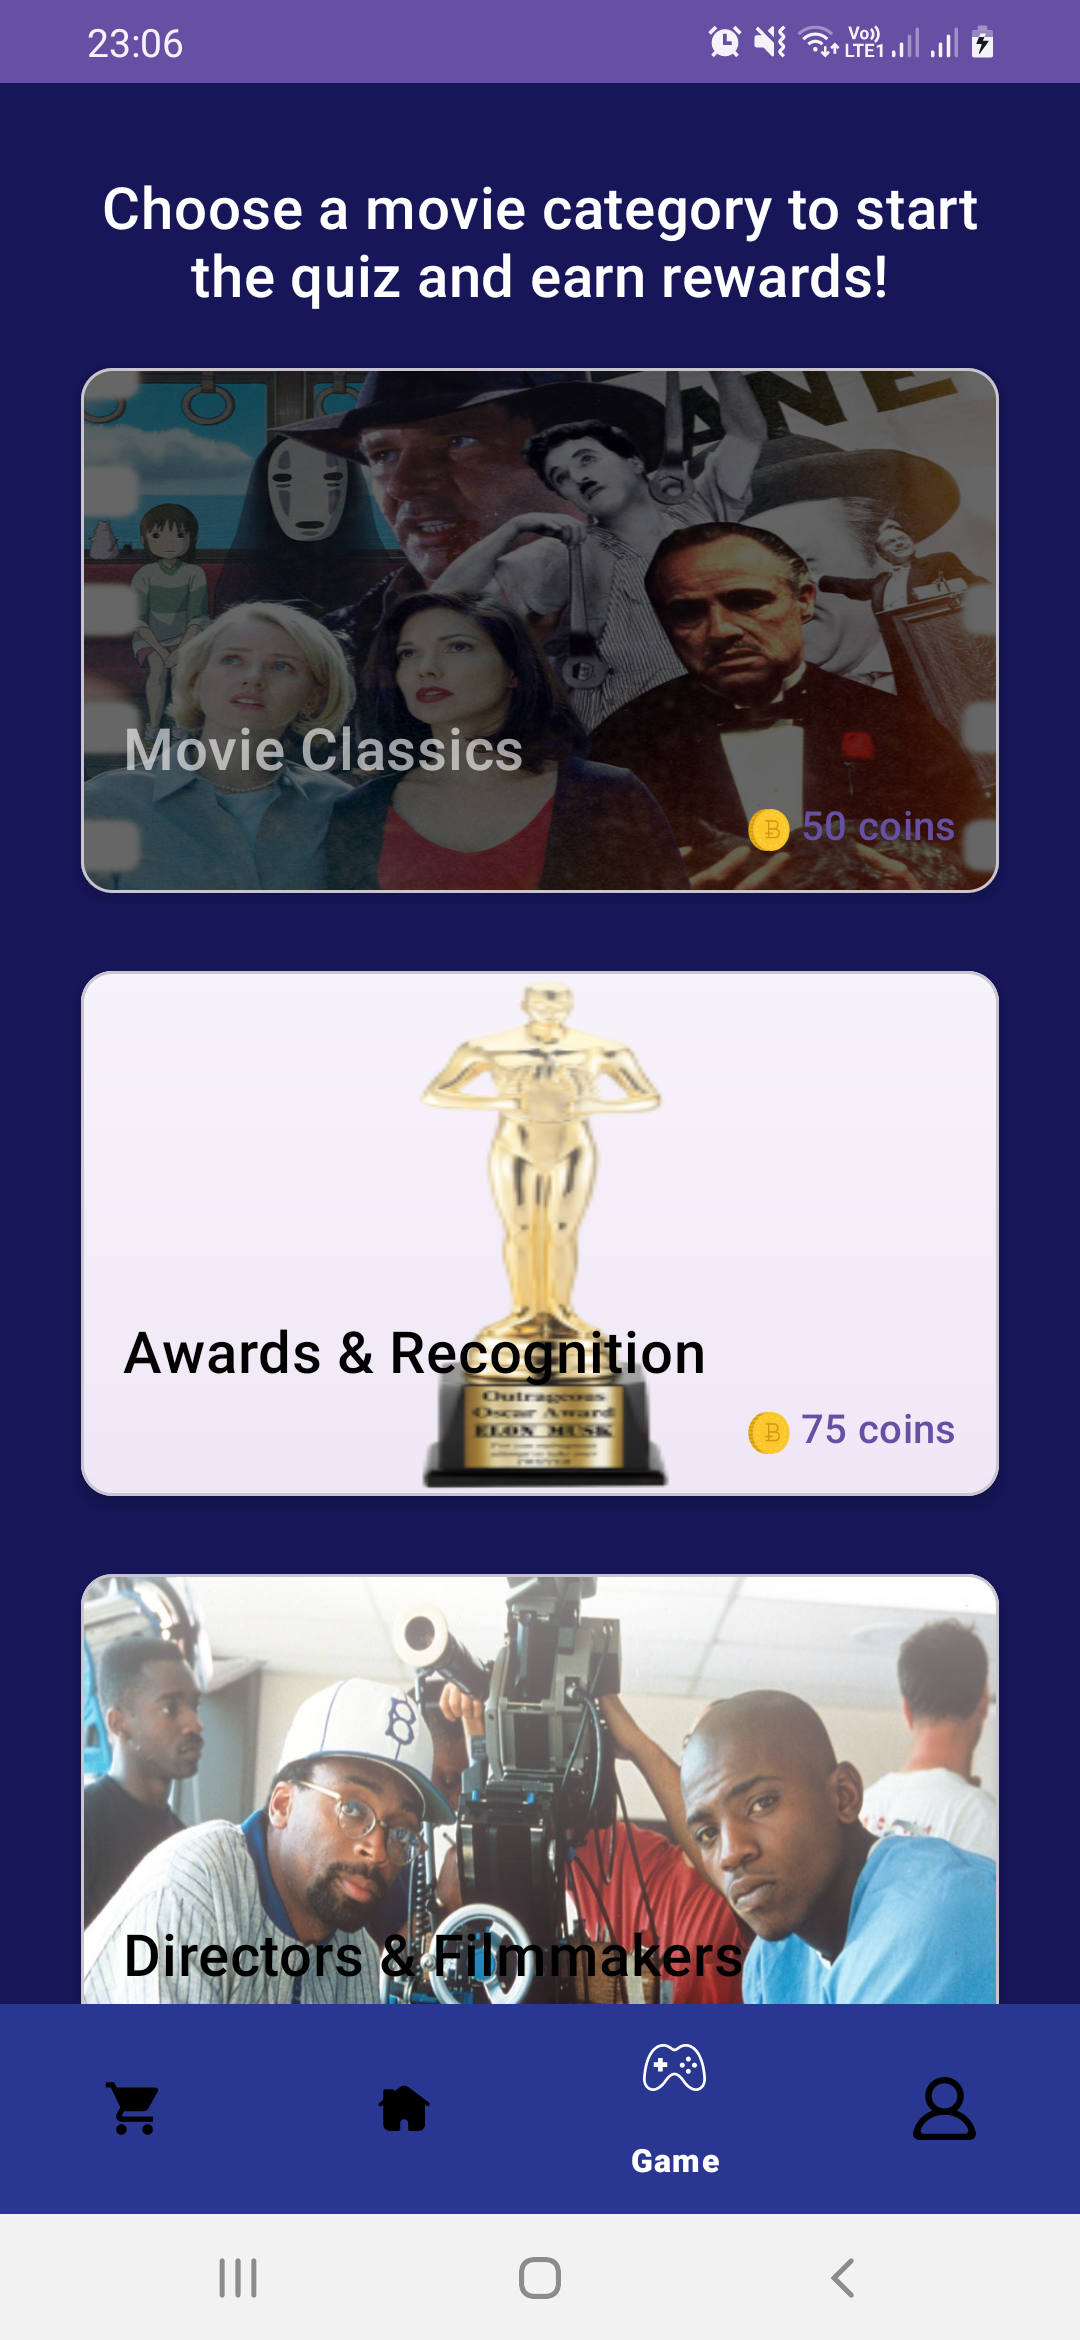 23:06
Vo))
LTE1
Choose a movie category to start
the quiz and earn rewards!
ANE
Movie Classics
50 coins
Awards & Recognition
Outrageous
Oscar Award
ELON MUSK
75 coins
Directors & Filmmakers
Game